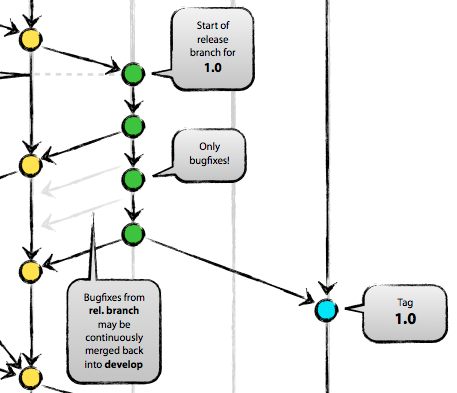 Start of
release
branch for
1.0
Only
bugfixes!
Bugfixes from
rel. branch
may be
continuously
merged back
into develop
Tag
1.0